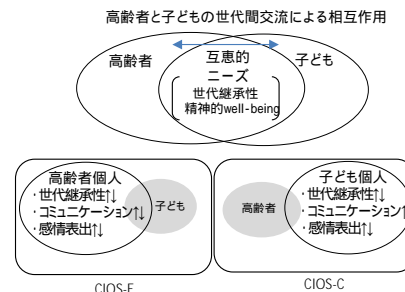 高齢者と子どもの世代間交流による相互作用
高齢者
互恵的
ニーズ
子ども
世代継承性
精神的well-being
高齢者個人
・世代継承性↑↓
・コミュニケーション↑↓
・感情表出↑↓
子ども
高齢者
子ども個人
・世代継承性↑↓
・コミュニケーション↑
・感情表出↑↓
CIOS-E
CIOS-C